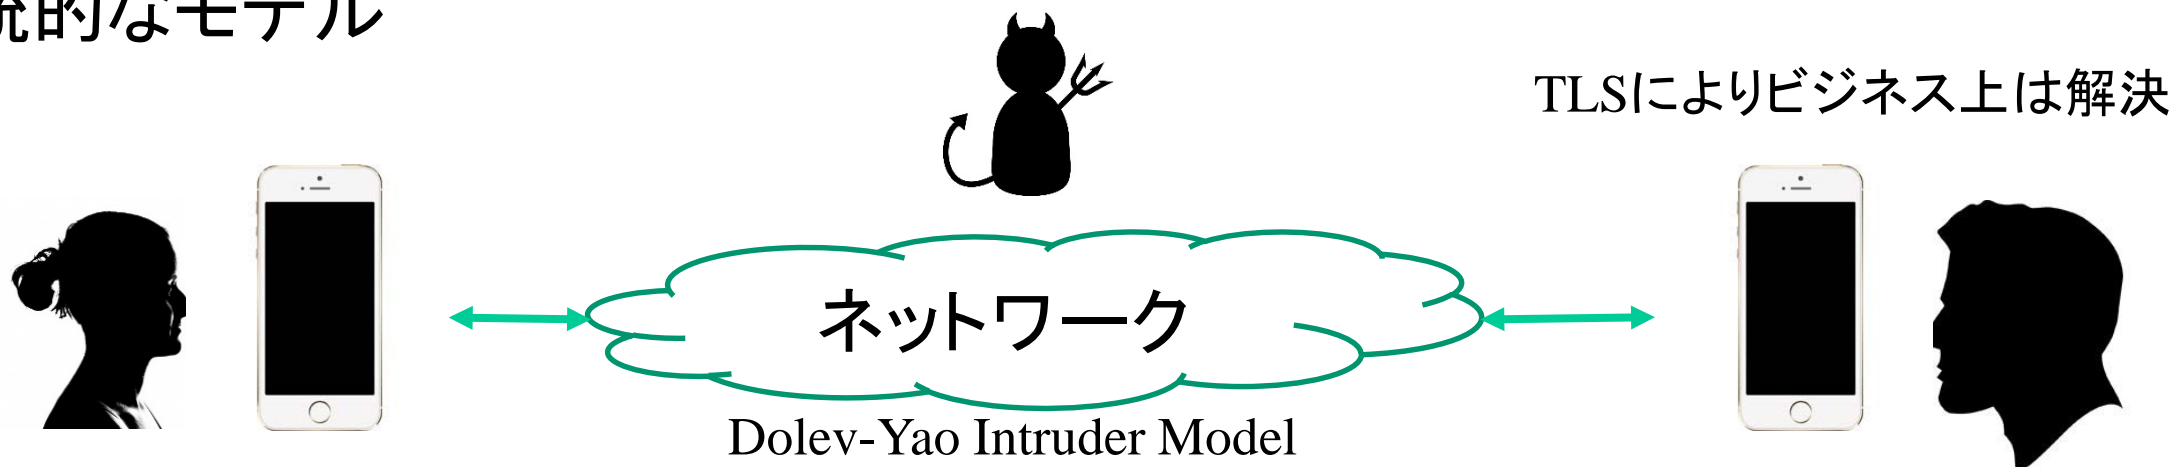 統的なモデル
TLSによりビジネス上は解決
ネットワーク
Dolev-Yao Intruder Model